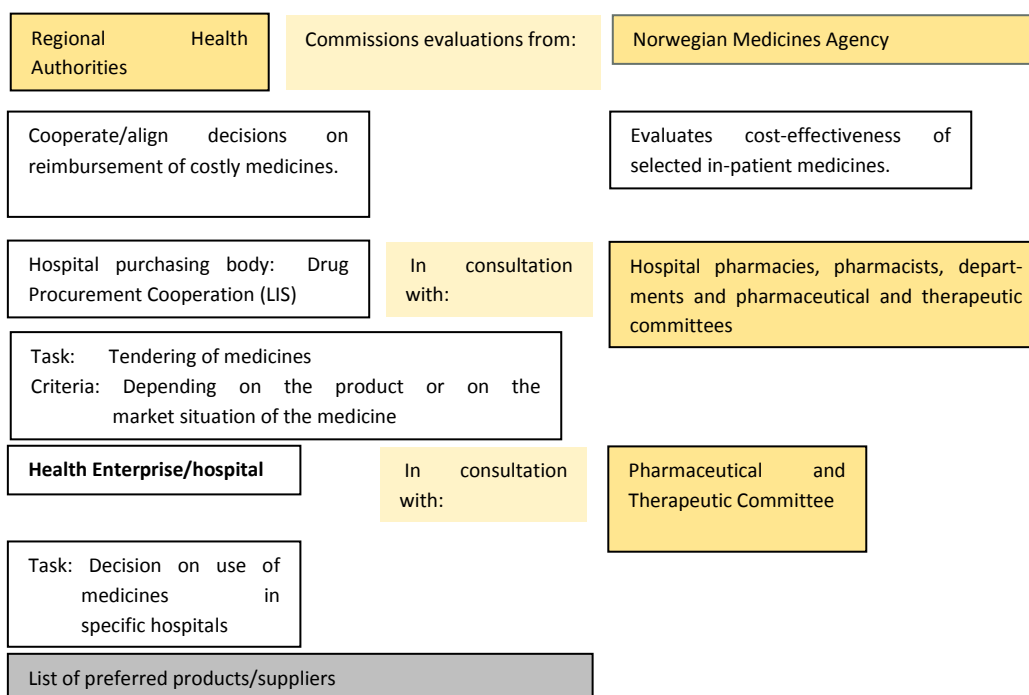 Regional Health
Authorities
Commissions evaluations from:
Norwegian Medicines Agency
Cooperate/align decisions on
reimbursement of costly medicines.
Evaluates cost-effectiveness of
selected in-patient medicines.
Hospital purchasing body: Drug
Procurement Cooperation (LIS)
In consultation
with:
Hospital pharmacies, pharmacists, depart-
ments and pharmaceutical and therapeutic
committees
Task: Tendering of medicines
Criteria: Depending on the product or on the
market situation of the medicine
Health Enterprise/hospital
In consultation
with:
Pharmaceutical and
Therapeutic Committee
Task: Decision on use of
medicines in
specific hospitals
List of preferred products/suppliers